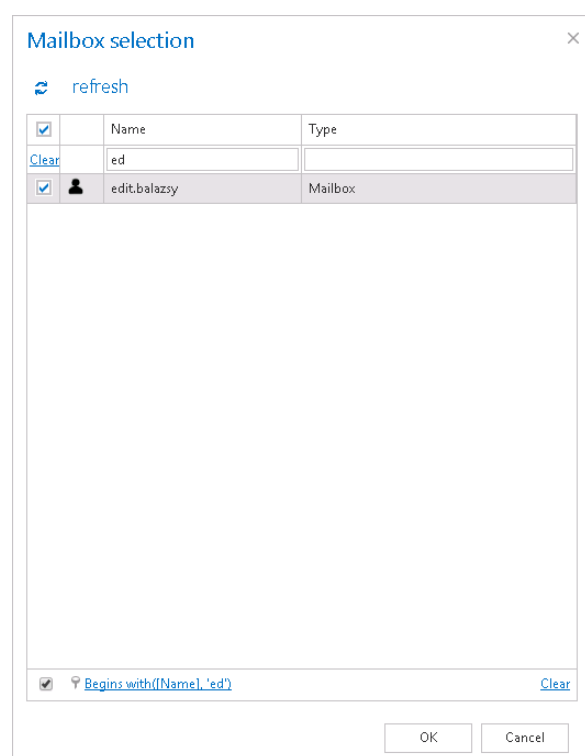 Mailbox selection
refresh
Name Type
Clear ed
edit.balazsy Mailbox
Begins with([Name], 'ed') Clear
OK Cancel